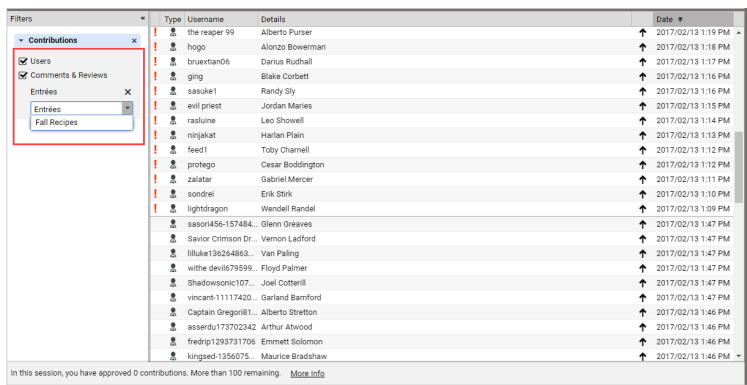 Filters
Contributions x
Users
Comments & Reviews
Entrées
Entrées
Fall Recipes
Type Username Details Date
! the reaper 99 Alberto Purser 2017/02/13 1:19 PM
! hogo Alonzo Bowerman 2017/02/13 1:18 PM
! bruextian06 Darius Rudhall 2017/02/13 1:17 PM
! ging Blake Corbett 2017/02/13 1:16 PM
! sasuke1 Randy Sly 2017/02/13 1:16 PM
! evil priest Jordan Maries 2017/02/13 1:15 PM
! rasluine Leo Showell 2017/02/13 1:14 PM
! ninjakat Harlan Plain 2017/02/13 1:13 PM
! feed1 Toby Charnell 2017/02/13 1:12 PM
! protego Cesar Boddington 2017/02/13 1:12 PM
! zalatar Gabriel Mercer 2017/02/13 1:11 PM
! sondrei Erik Stirk 2017/02/13 1:10 PM
! lightdragon Wendell Randel 2017/02/13 1:09 PM
sasori456-157484... Glenn Greaves 2017/02/13 1:47 PM
Savior Crimson Dr... Vernon Ladford 2017/02/13 1:47 PM
lilluke136264863... Van Paling 2017/02/13 1:47 PM
withe devil679599... Floyd Palmer 2017/02/13 1:47 PM
Shadowsonic107... Joel Cotterill 2017/02/13 1:47 PM
vincant-11117420... Garland Bamford 2017/02/13 1:47 PM
Captain Gregori81... Alberto Stretton 2017/02/13 1:46 PM
asserdu173702342 Arthur Atwood 2017/02/13 1:46 PM
fredrip1293731706 Emmett Solomon 2017/02/13 1:46 PM
kingsed-1356075... Maurice Bradshaw 2017/02/13 1:46 PM
In this session, you have approved 0 contributions. More than 100 remaining. More Info